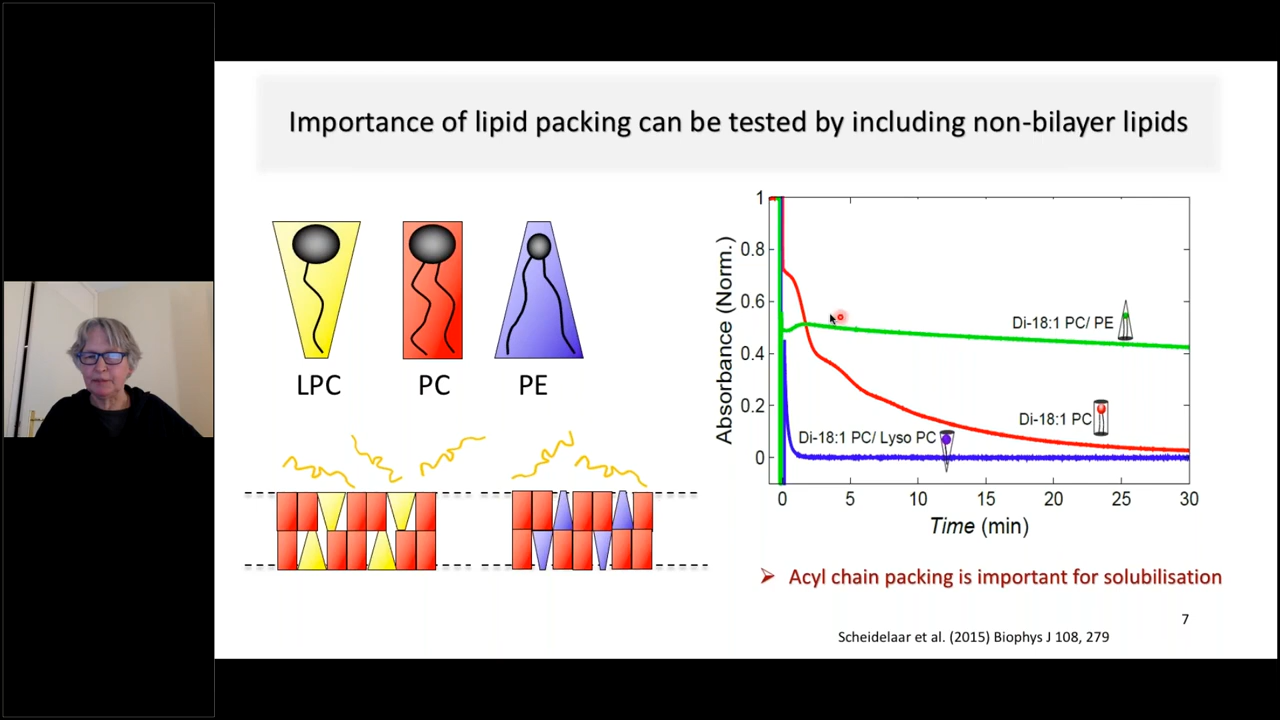 Importance of lipid packing can be tested by including non-bilayer lipids
LPC
PC
PE
Absorbance (Norm.)
1
0.8
0.6
0.4
0.2
0
Di-18:1 PC/ PE
Di-18:1 PC
Di-18:1 PC/ Lyso PC
0 5 10 15 20 25 30
Time (min)
➢ Acyl chain packing is important for solubilisation
7
Scheidelaar et al. (2015) Biophys J 108, 279